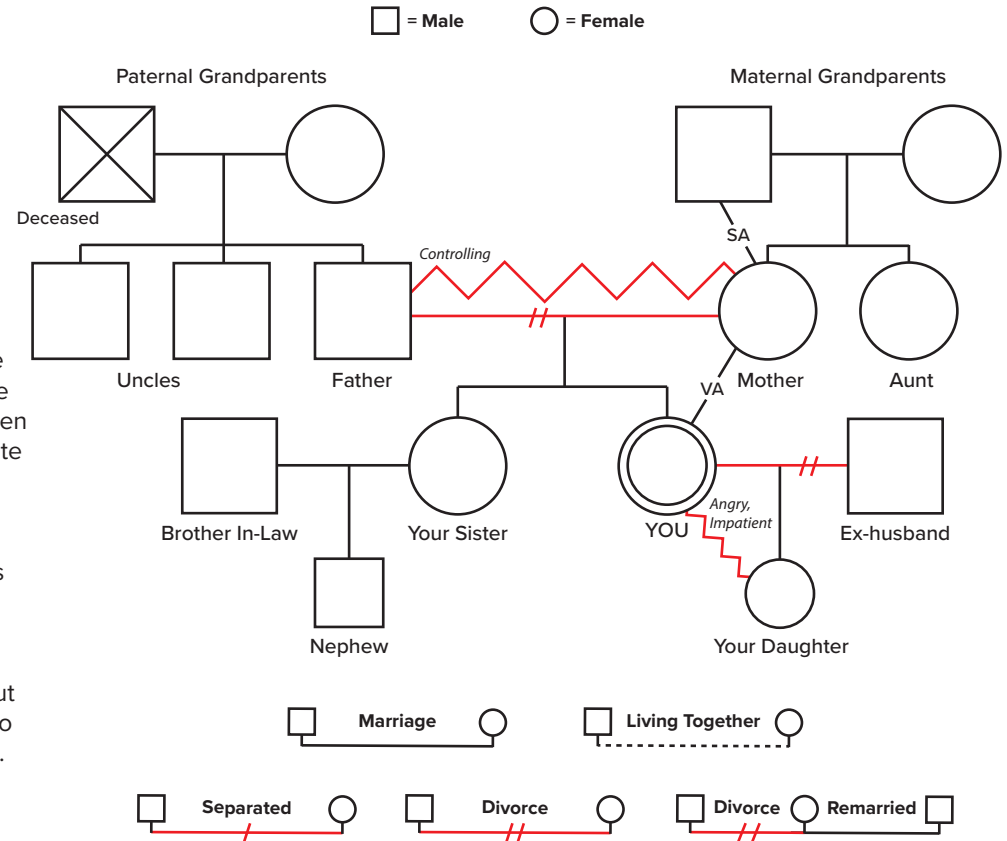 = Male
= Female
Paternal Grandparents
Maternal Grandparents
Deceased
SA
Controlling
Uncles
Father
Mother
Aunt
VA
Angry,
Impatient
Brother In-Law
Your Sister
YOU
Ex-husband
Nephew
Your Daughter
Marriage
Living Together
Separated
Divorce
Divorce
Remarried